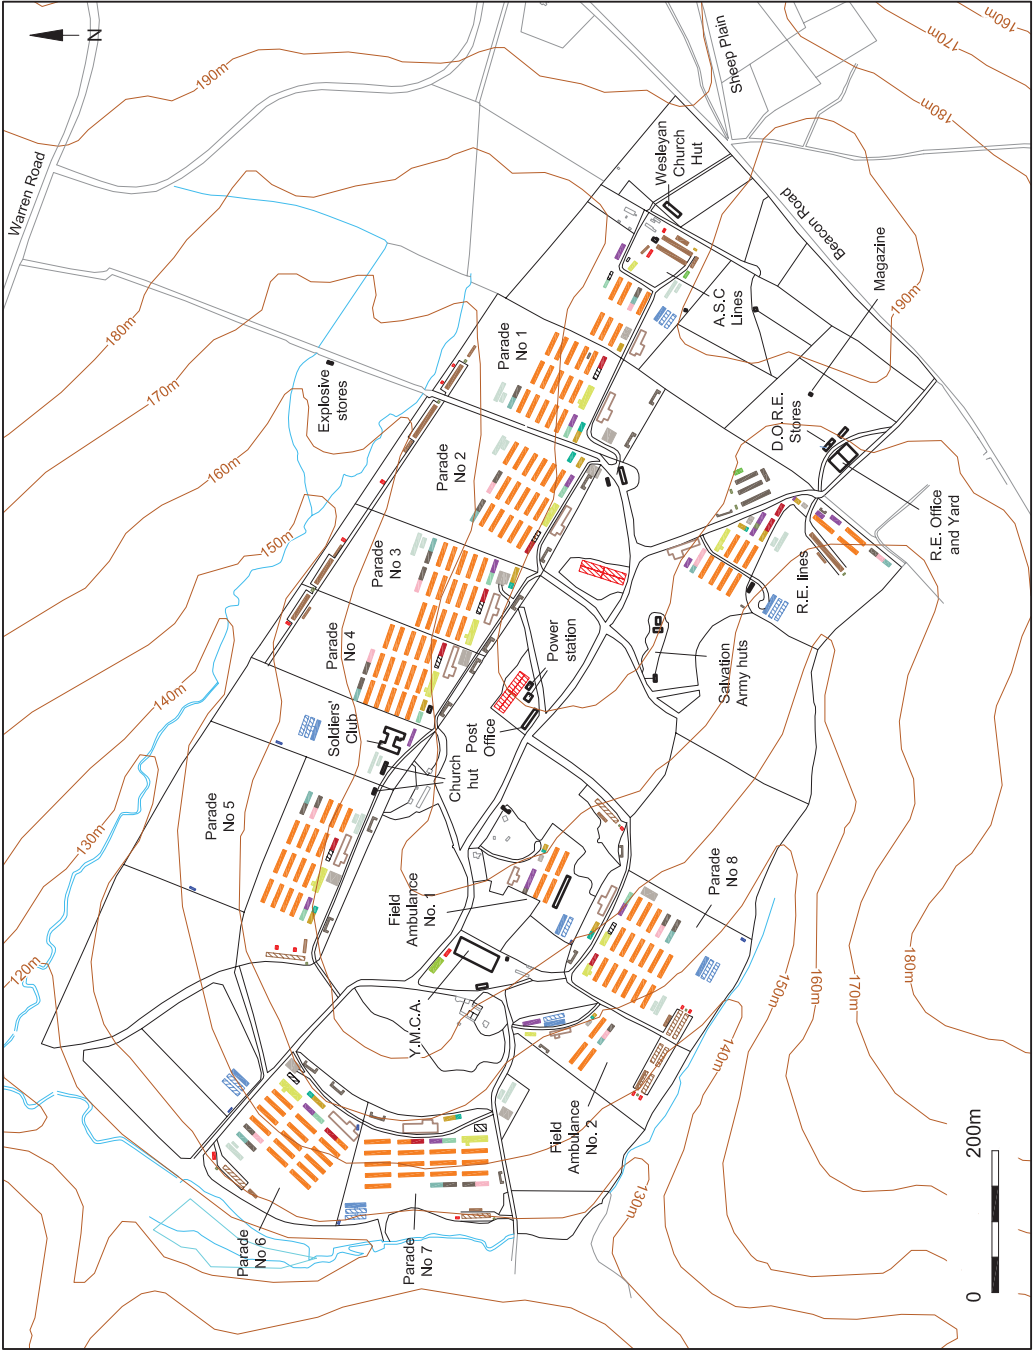 N
Warren Road
190m
160m
170m
180m
Sheep Plain
Wesleyan
Church
Hut
Beacon Road
Magazine
190m
A.S.C
Lines
180m
170m
160m
150m
140m
130m
120m
Explosive
stores
Parade
No 1
Parade
No 2
Parade
No 3
Parade
No 4
Parade
No 5
Soldiers'
Club
Church
hut
Post
Office
Power
station
D.O.R.E.
Stores
R.E. Office
and Yard
R.E. lines
Salvation
Army huts
Field
Ambulance
No. 1
Y.M.C.A.
Parade
No 8
Field
Ambulance
No. 2
Parade
No 6
Parade
No 7
130m
140m
150m
160m
170m
180m
0
200m